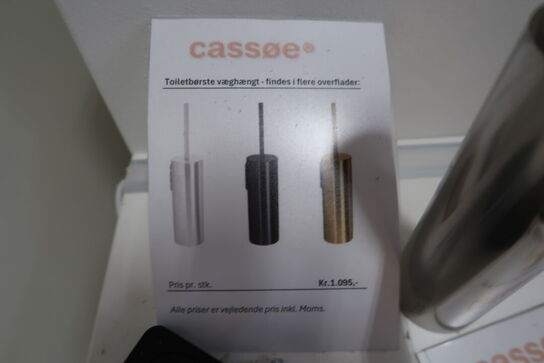 cassøe®
Toiletbørste væghængt - findes i flere overflader:
Pris pr. stk.
Kr.1.095,-
Alle priser er vejledende pris inkl. Moms.
cassøe